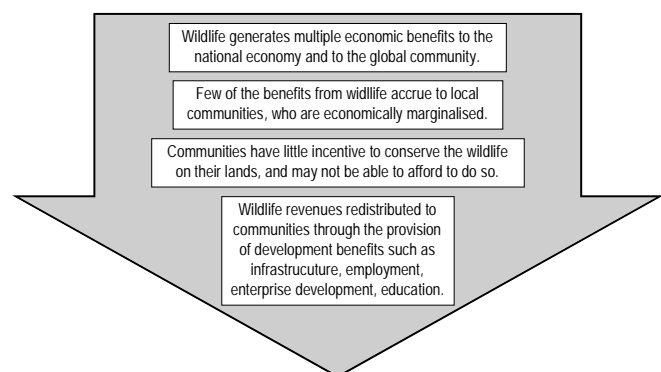 Wildlife generates multiple economic benefits to the
national economy and to the global community.
Few of the benefits from widlife accrue to local
communities, who are economically marginalised.
Communities have little incentive to conserve the wildlife
on their lands, and may not be able to afford to do so.
Wildlife revenues redistributed to
communities through the provision
of development benefits such as
infrastrucuture, employment,
enterprise development, education.